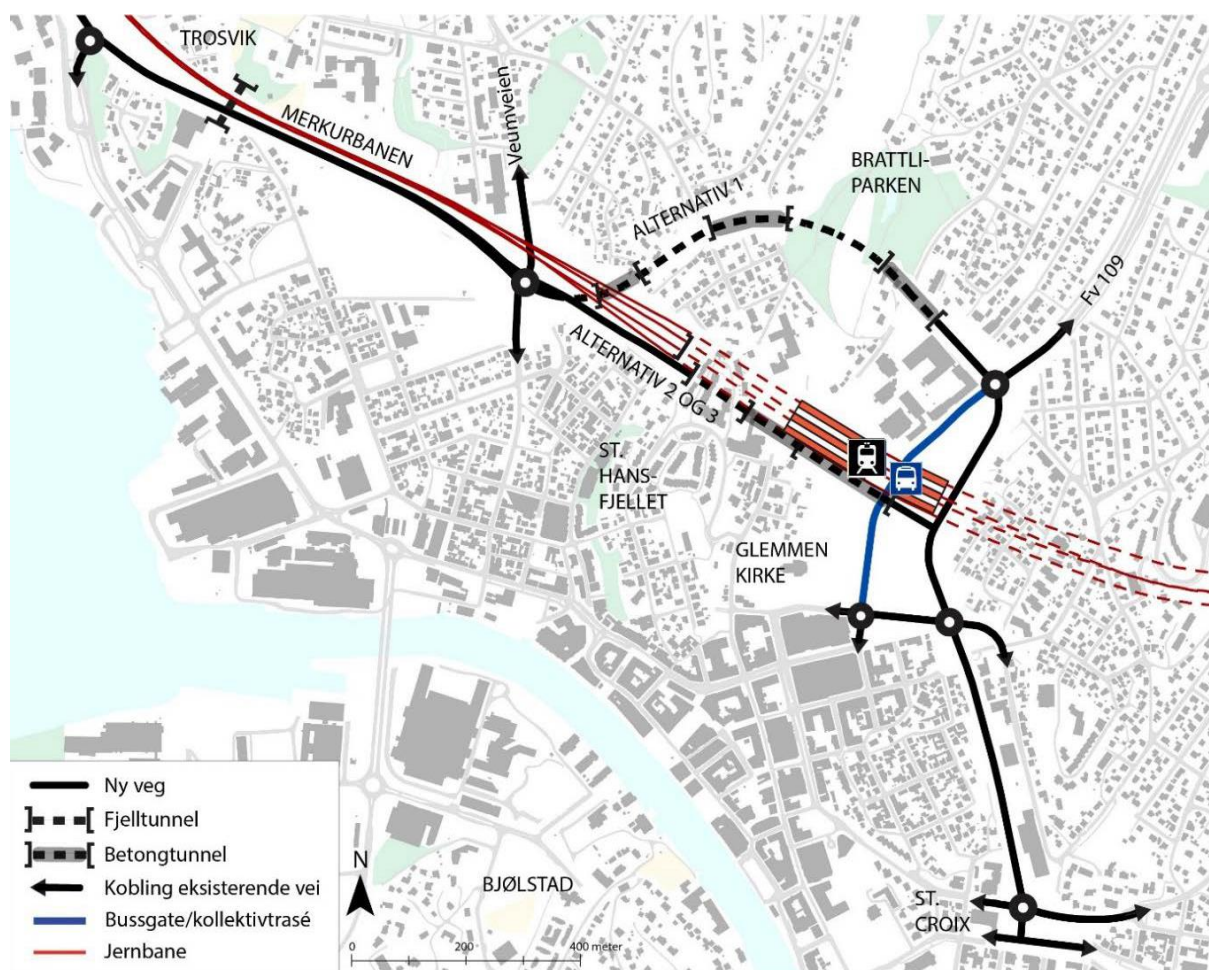 TROSVIK
MERKURBANEN
Veumveien
BRATTLI-
PARKEN
ALTERNATIV 1
Fv 109
ALTERNATIV 2 OG 3
ST.
HANS-
FJELLET
GLEMMEN
KIRKE
Ny veg
Fjelltunnel
Betongtunnel
Kobling eksisterende vei
Bussgate/kollektivtrasé
Jernbane
N
0 200 400 meter
BJØLSTAD
ST.
CROIX